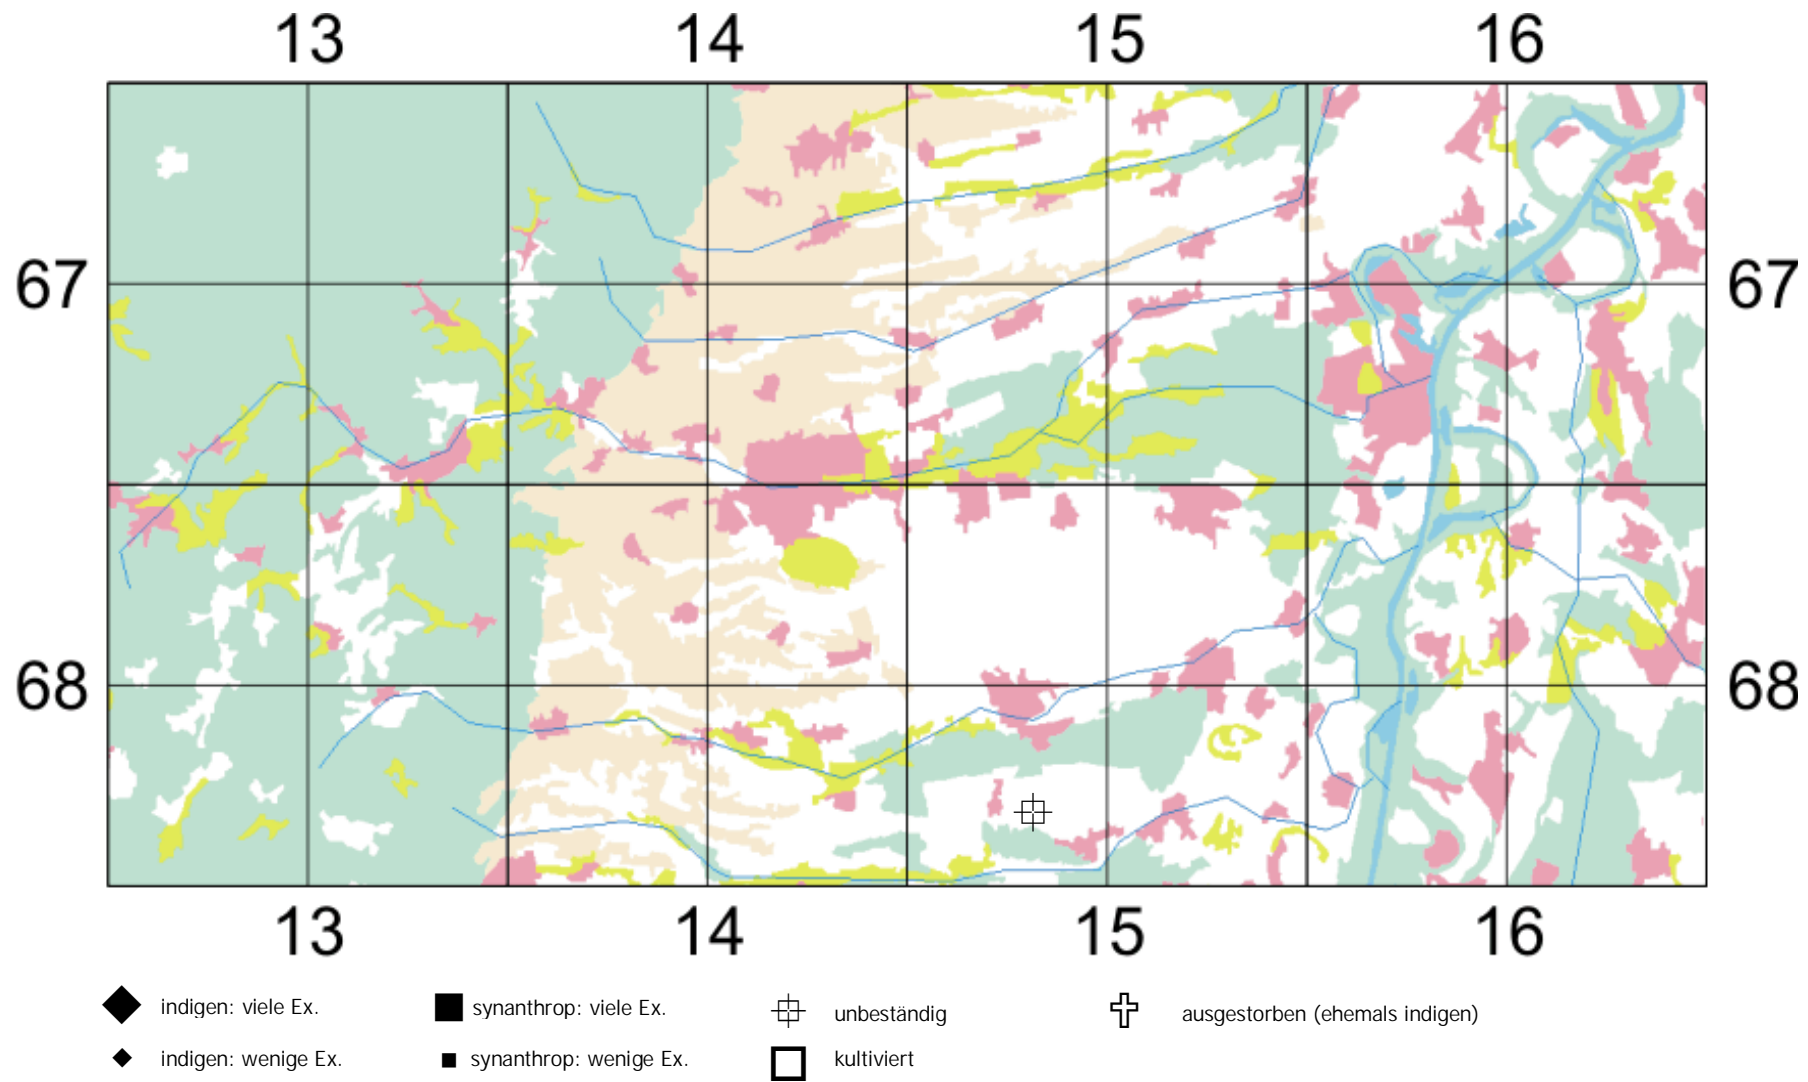 13 14 15 16
67 67
68 68
13 14 15 16
indigen: viele Ex. synanthrop: viele Ex. unbeständig ausgestorben (ehemals indigen)
indigen: wenige Ex. synanthrop: wenige Ex. kultiviert